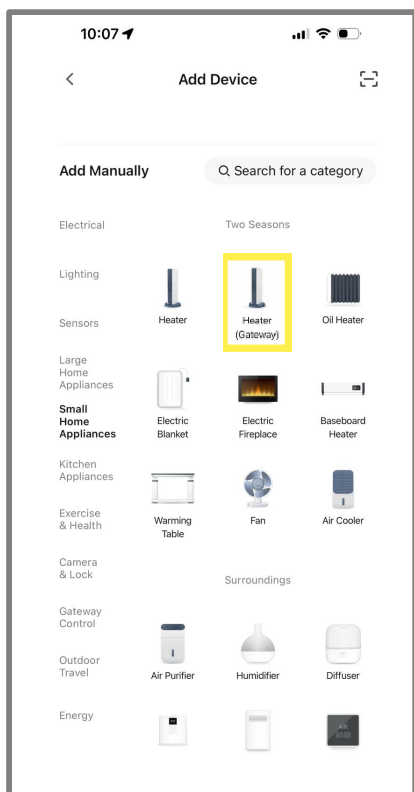 10:07
Add Device
Add Manually
Search for a category
Electrical
Two Seasons
Lighting
Sensors
Heater
Heater
(Gateway)
Oil Heater
Large
Home
Appliances
Small
Home
Appliances
Electric
Blanket
Electric
Fireplace
Baseboard
Heater
Kitchen
Appliances
Exercise
& Health
Warming
Table
Fan
Air Cooler
Camera
& Lock
Surroundings
Gateway
Control
Outdoor
Travel
Air Purifier
Humidifier
Diffuser
Energy
AIR